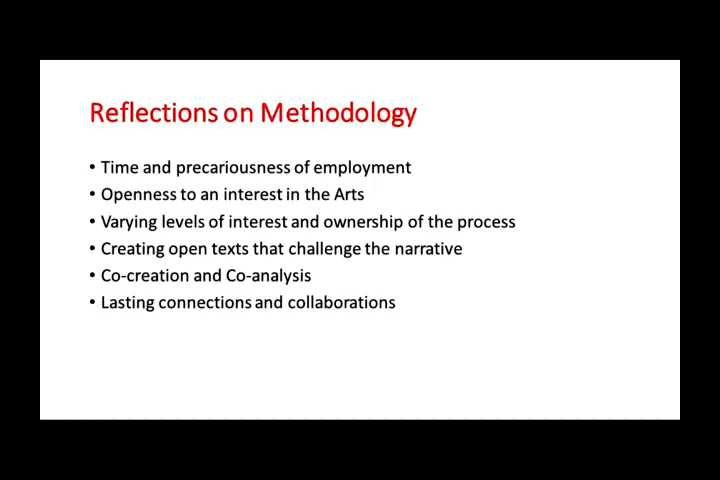 Reflections on Methodology
• Time and precariousness of employment
• Openness to an interest in the Arts
• Varying levels of interest and ownership of the process
• Creating open texts that challenge the narrative
• Co-creation and Co-analysis
• Lasting connections and collaborations